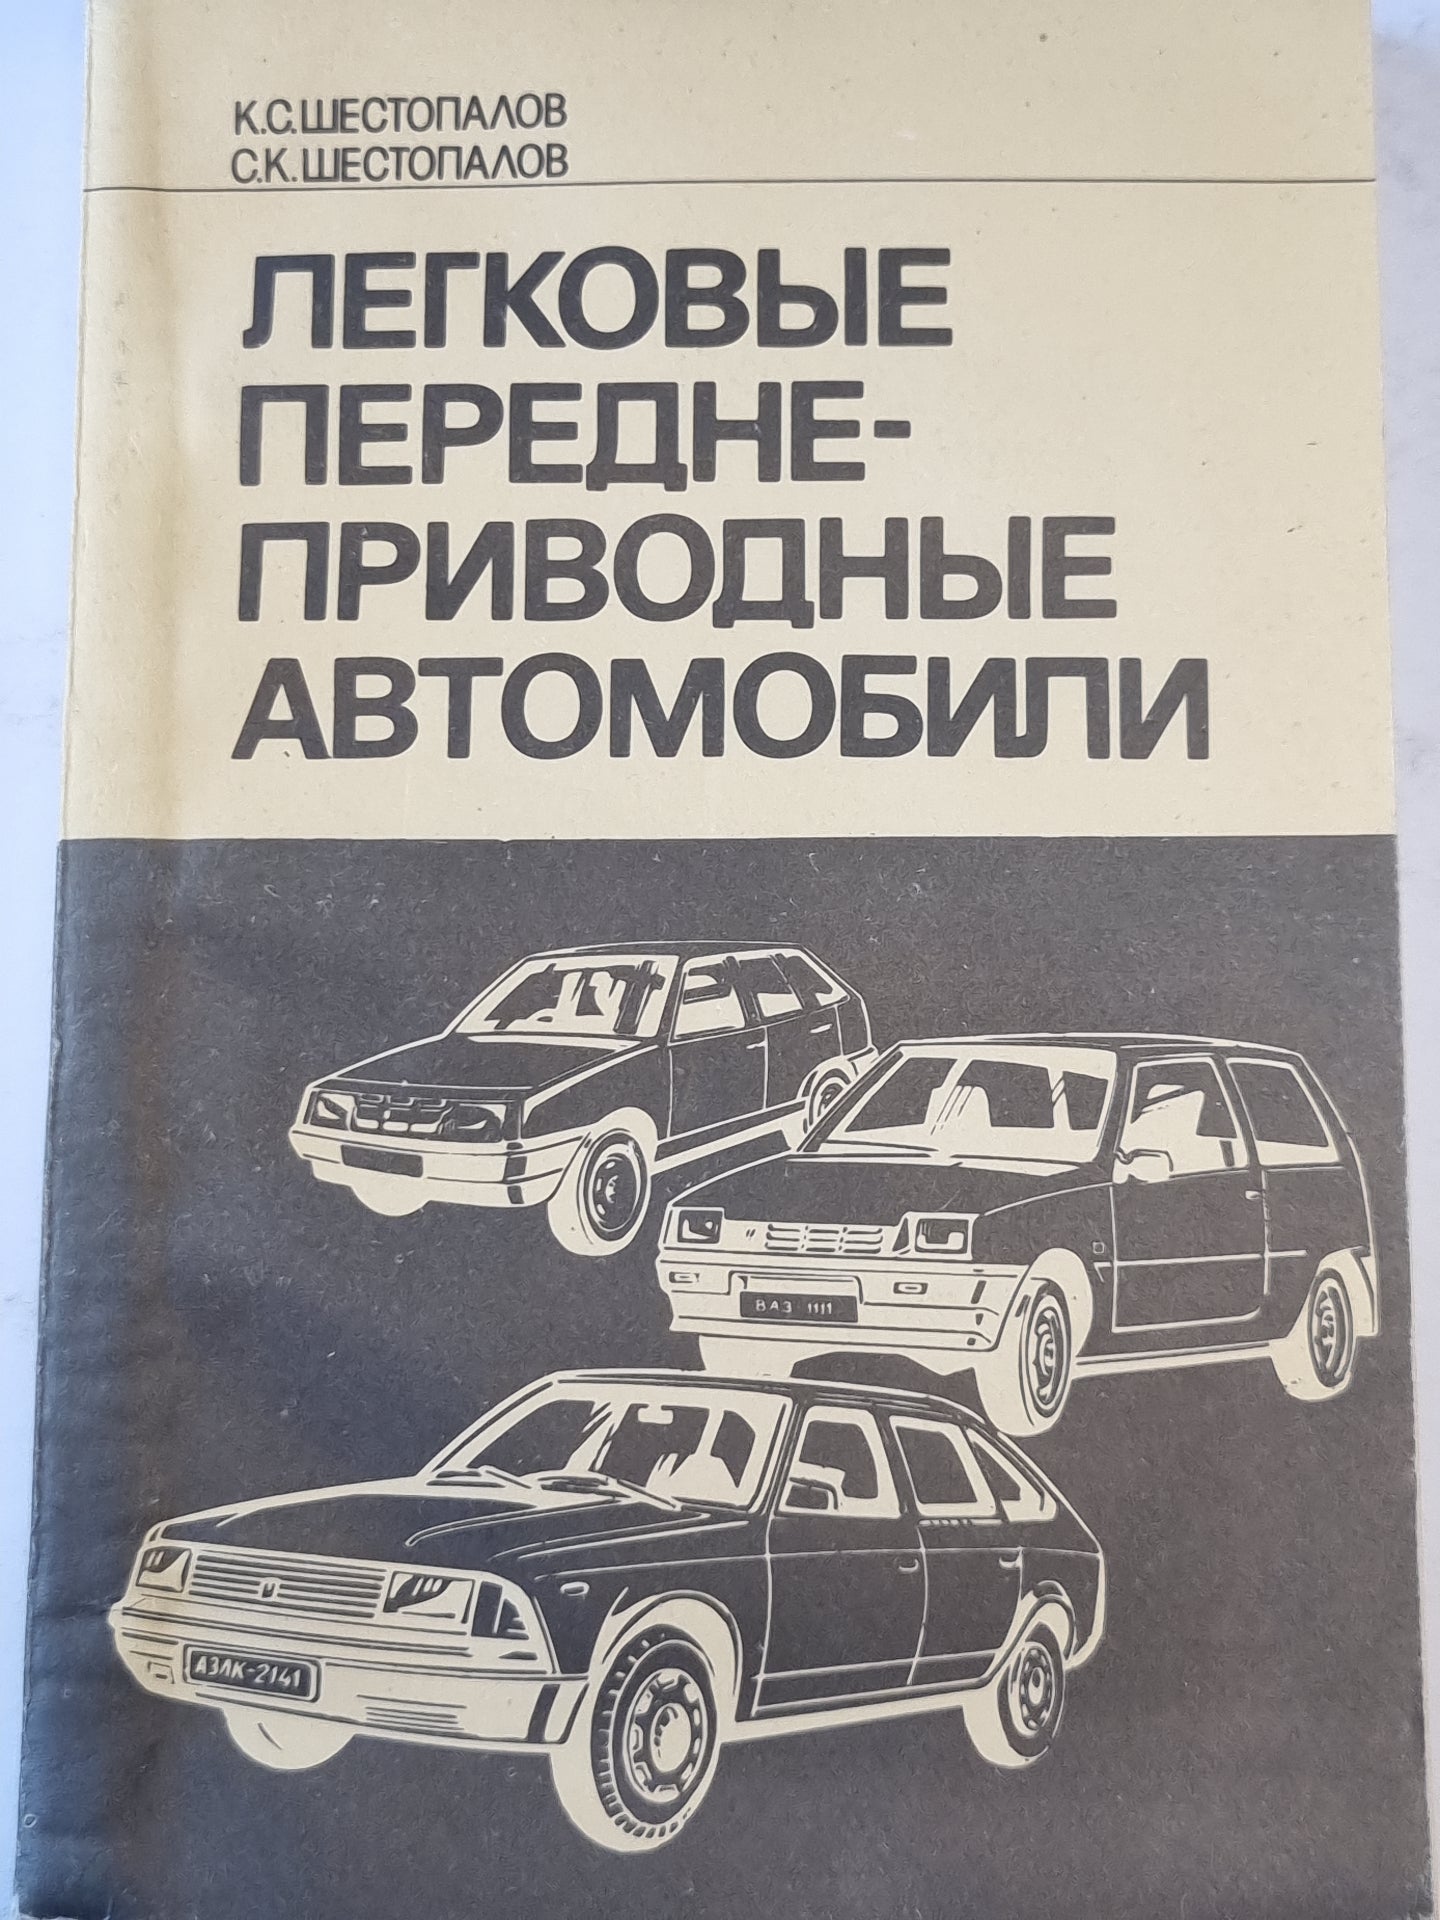 К.С.ШЕСТОПАЛОВ
С.К.ШЕСТОПАЛОВ
ЛЕГКОВЫЕ
ПЕРЕДНЕ-
ПРИВОДНЫЕ
АВТОМОБИЛИ
ВАЗ 1111
АЗЛК-2141